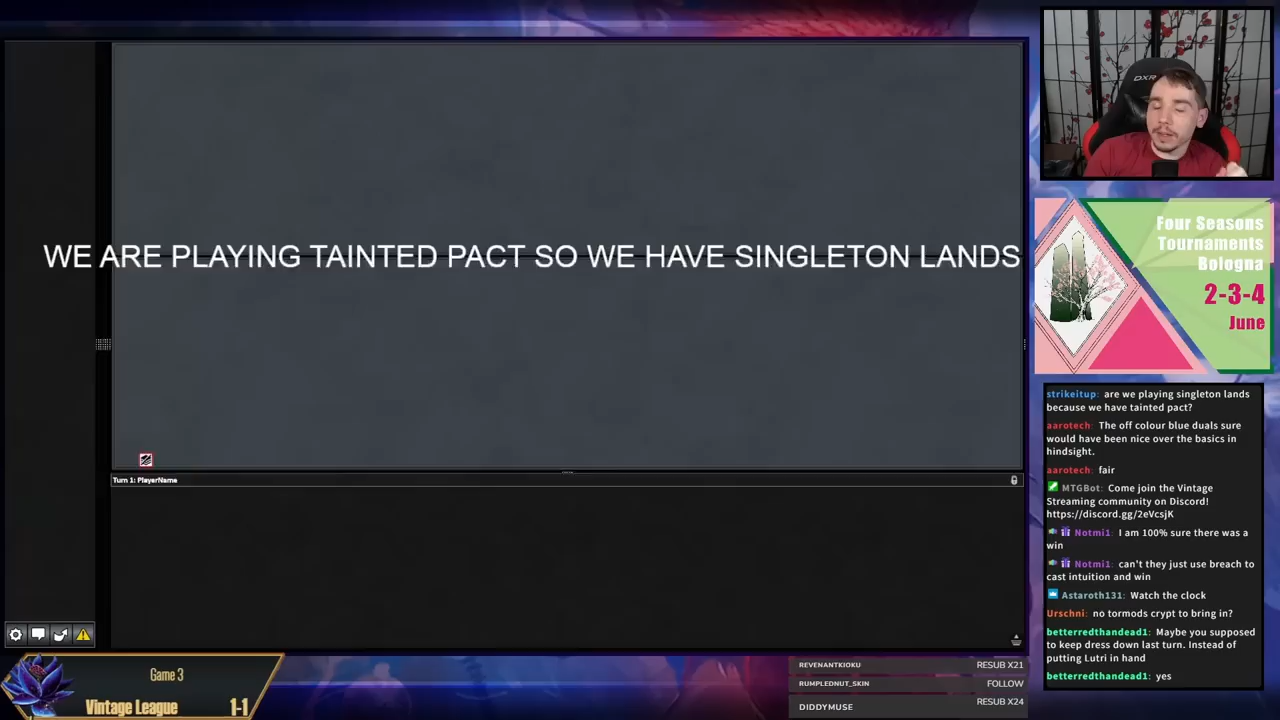 DXR
WE ARE PLAYING TAINTED PACT SO WE HAVE SINGLETON LANDS
Four Seasons
Tournaments
Bologna
2-3-4
June
strikeitup: are we playing singleton lands
because we have tainted pact?
aarotech: The off colour blue duals sure
would have been nice over the basics in
hindsight.
aarotech: fair
MTGBot: Come join the Vintage
Streaming community on Discord!
https://discord.gg/2eVcsjK
Notmi1: I am 100% sure there was a
win
Notmi1: can't they just use breach to
cast intuition and win
Astaroth131: Watch the clock
Urschni: no tormods crypt to bring in?
betterredthandead1: Maybe you supposed
to keep dress down last turn. Instead of
putting Lutri in hand
betterredthandead1: yes
Turn 1: PlayerName
Game 3
Vintage League 1-1
REVENANTKIOKU RESUB X21
RUMPLEDNUT_SKIN FOLLOW
DIDDYMUSE RESUB X24